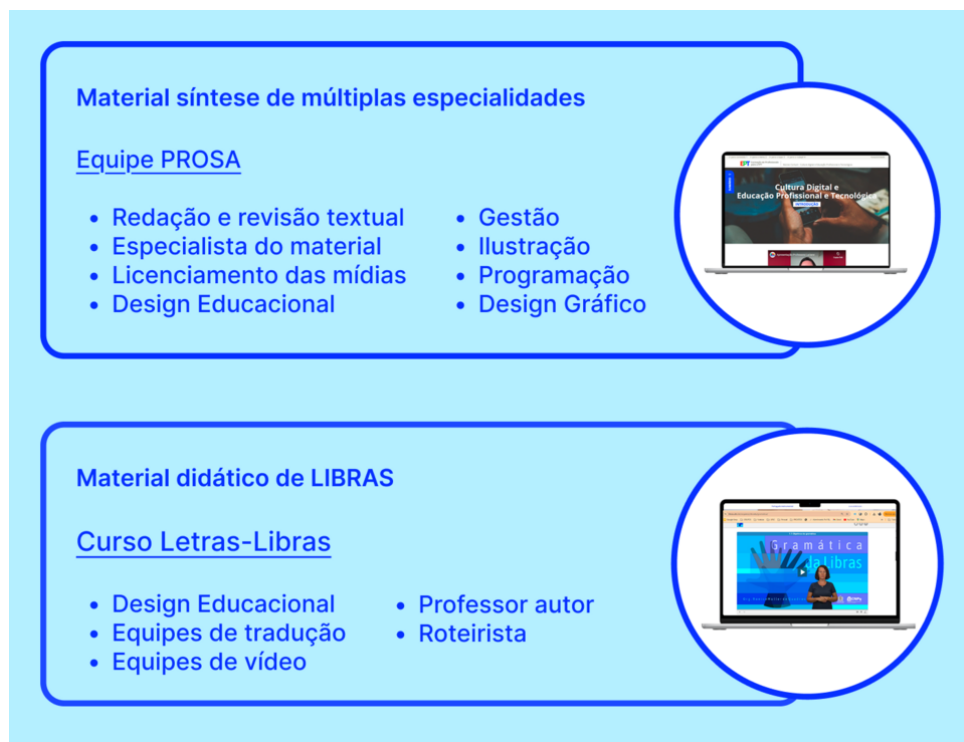 Material síntese de múltiplas especialidades
Equipe PROSA
• Redação e revisão textual
• Especialista do material
• Licenciamento das mídias
• Design Educacional
• Gestão
• Ilustração
• Programação
• Design Gráfico
Cultura Digital e
Educação Profissional e Tecnológica
Material didático de LIBRAS
Curso Letras-Libras
• Design Educacional
• Equipes de tradução
• Equipes de vídeo
• Professor autor
• Roteirista
Gramática
da Libras